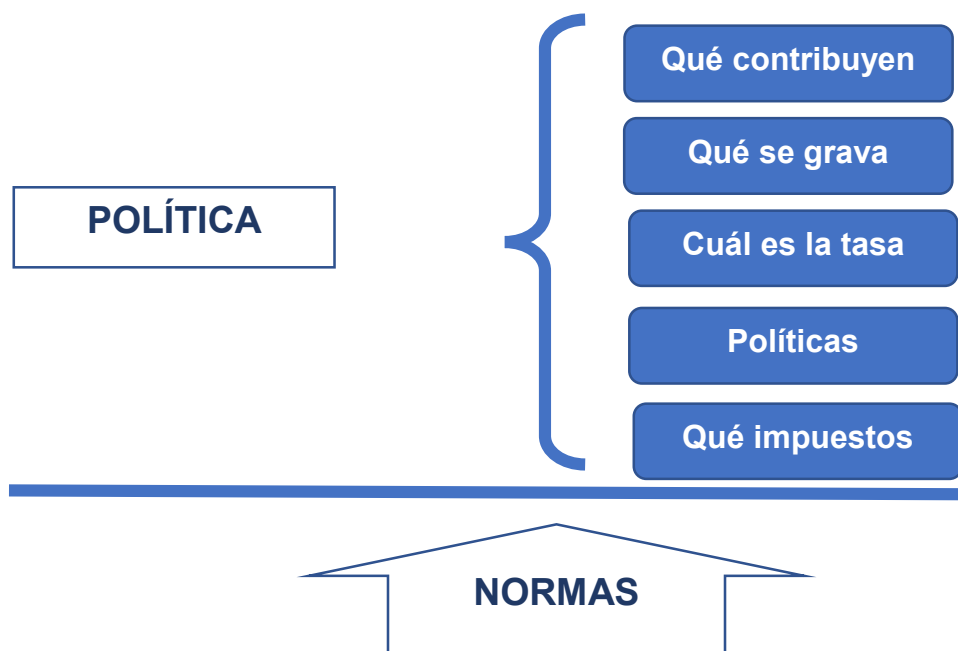 POLÍTICA
Qué contribuyen
Qué se grava
Cuál es la tasa
Políticas
Qué impuestos
NORMAS